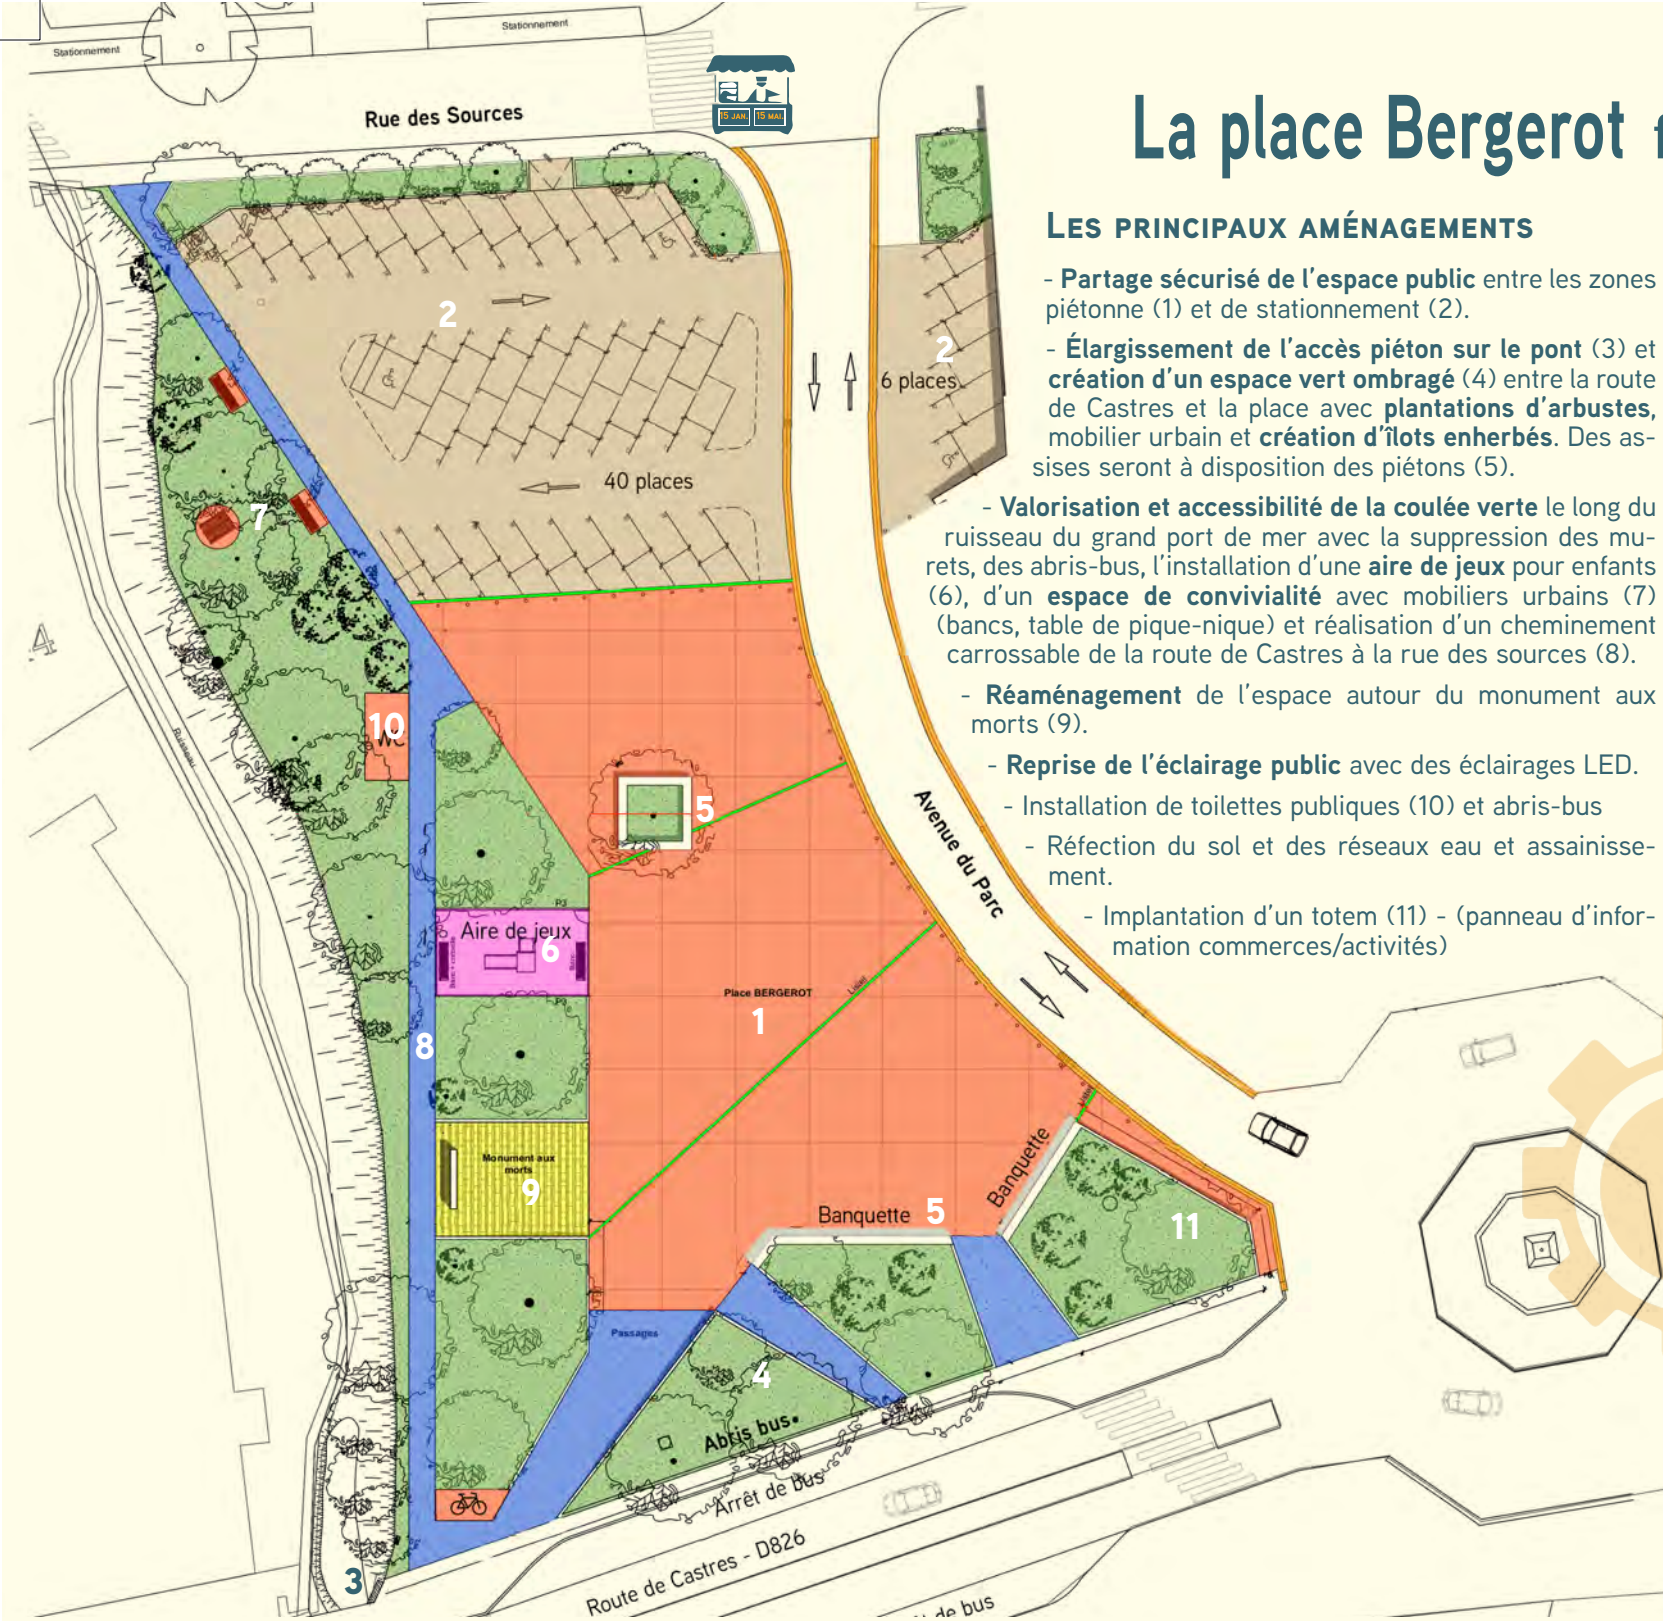 Stationnement
Stationnement
Rue des Sources
15 JAN. 15 MAI.
La place Bergerot
LES PRINCIPAUX AMÉNAGEMENTS
- Partage sécurisé de l'espace public entre les zones
piétonne (1) et de stationnement (2).
- Élargissement de l'accès piéton sur le pont (3) et
création d'un espace vert ombragé (4) entre la route
de Castres et la place avec plantations d'arbustes,
mobilier urbain et création d'îlots enherbés. Des as-
sises seront à disposition des piétons (5).
- Valorisation et accessibilité de la coulée verte le long du
ruisseau du grand port de mer avec la suppression des mu-
rets, des abris-bus, l'installation d'une aire de jeux pour enfants
(6), d'un espace de convivialité avec mobiliers urbains (7)
(bancs, table de pique-nique) et réalisation d'un cheminement
carrossable de la route de Castres à la rue des sources (8).
- Réaménagement de l'espace autour du monument aux
morts (9).
- Reprise de l'éclairage public avec des éclairages LED.
- Installation de toilettes publiques (10) et abris-bus
- Réfection du sol et des réseaux eau et assainisse-
ment.
- Implantation d'un totem (11) - (panneau d'infor-
mation commerces/activités)
2
2
6 places
40 places
7
4
10
WC
Ruisseau
5
Avenue du Parc
P3
Aire de jeux
6
Banc
P3
Place BERGEROT
Liser
1
8
Monument aux
morts
9
Banquette
Banquette
5
11
Passages
4
Abris bus
Arrêt de bus
Route de Castres - D826
3
de bus